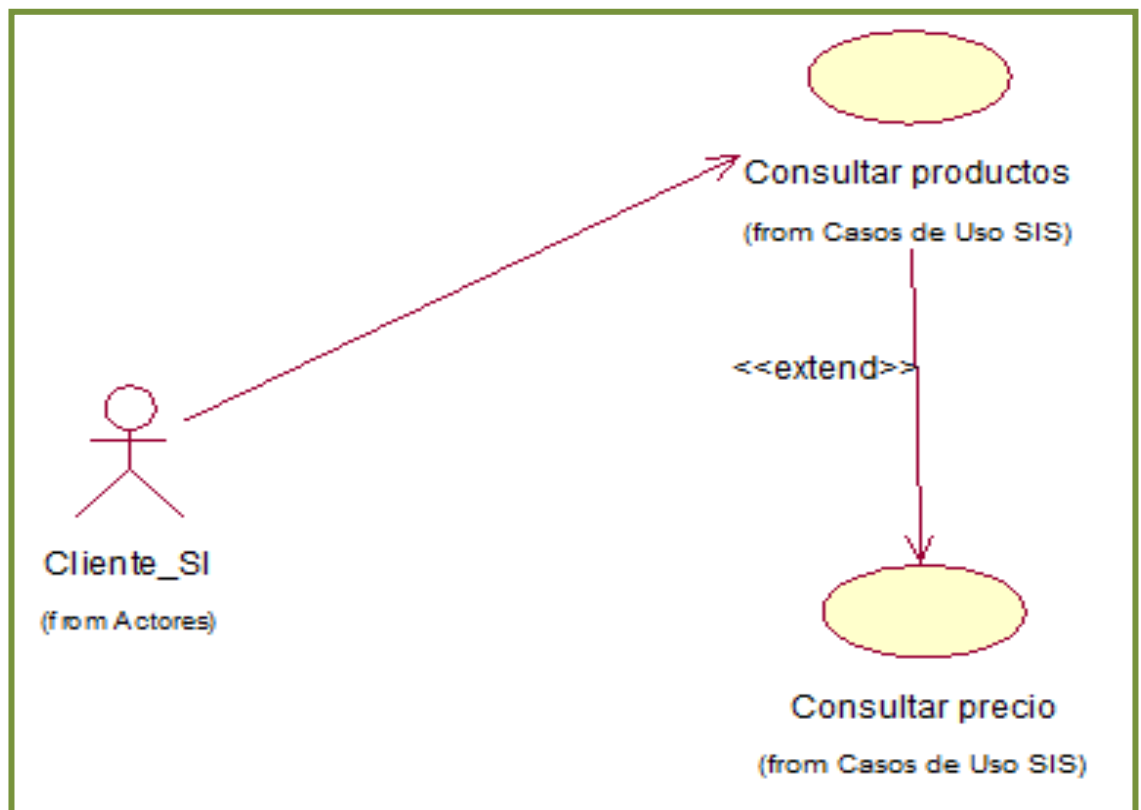 Consultar productos
(from Casos de Uso SIS)
<<extend>>
Cliente_SI
(from Actores)
Consultar precio
(from Casos de Uso SIS)